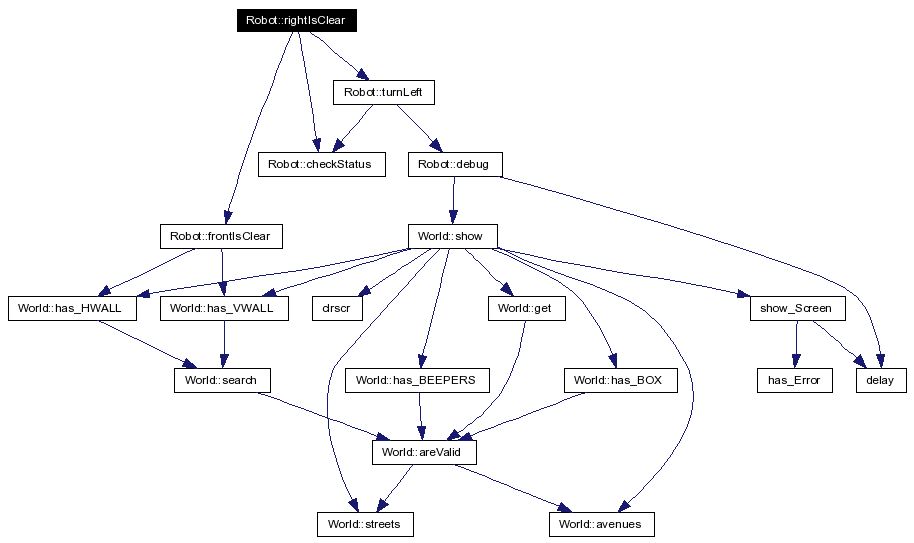 Robot::rightIsClear
Robot::turnLeft
Robot::checkStatus
Robot::debug
Robot::frontIsClear
World::show
World::has_HWALL
World::has_VWALL
clrscr
World::get
show_Screen
World::search
World::has_BEEPERS
World::has_BOX
has_Error
delay
World::areValid
World::streets
World::avenues